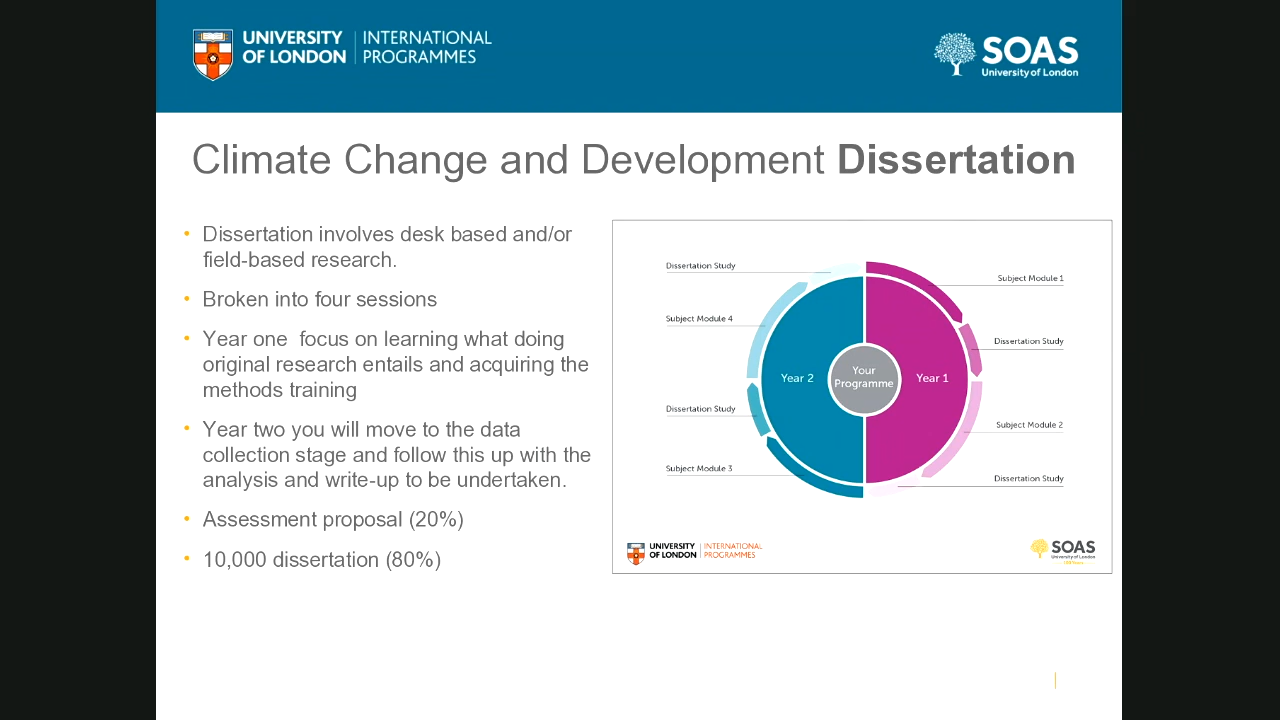 UNIVERSITY OF LONDON
INTERNATIONAL PROGRAMMES
SOAS
University of London
Climate Change and Development Dissertation
• Dissertation involves desk based and/or
field-based research.
• Broken into four sessions
• Year one  focus on learning what doing
original research entails and acquiring the
methods training
• Year two you will move to the data
collection stage and follow this up with the
analysis and write-up to be undertaken.
• Assessment proposal (20%)
• 10,000 dissertation (80%)
Dissertation Study
Subject Module 4
Dissertation Study
Subject Module 3
Year 2
Your
Programme
Year 1
Subject Module 1
Dissertation Study
Subject Module 2
Dissertation Study
UNIVERSITY
OF LONDON
INTERNATIONAL
PROGRAMMES
SOAS
University of London